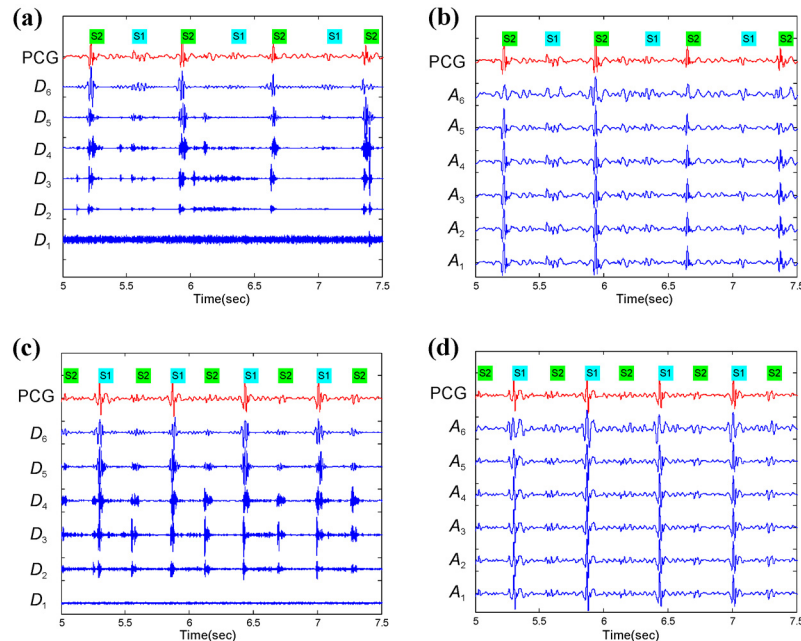 (a)
S2 S1 S2 S1 S2 S1 S2
PCG
D6
D5
D4
D3
D2
D1
5 5.5 6 6.5 7 7.5
Time(sec)
(b)
S2 S1 S2 S1 S2 S1 S2
PCG
A6
A5
A4
A3
A2
A1
5 5.5 6 6.5 7 7.5
Time(sec)
(c)
S2 S1 S2 S1 S2 S1 S2 S1 S2
PCG
D6
D5
D4
D3
D2
D1
5 5.5 6 6.5 7 7.5
Time(sec)
(d)
S2 S1 S2 S1 S2 S1 S2 S1 S2
PCG
A6
A5
A4
A3
A2
A1
5 5.5 6 6.5 7 7.5
Time(sec)